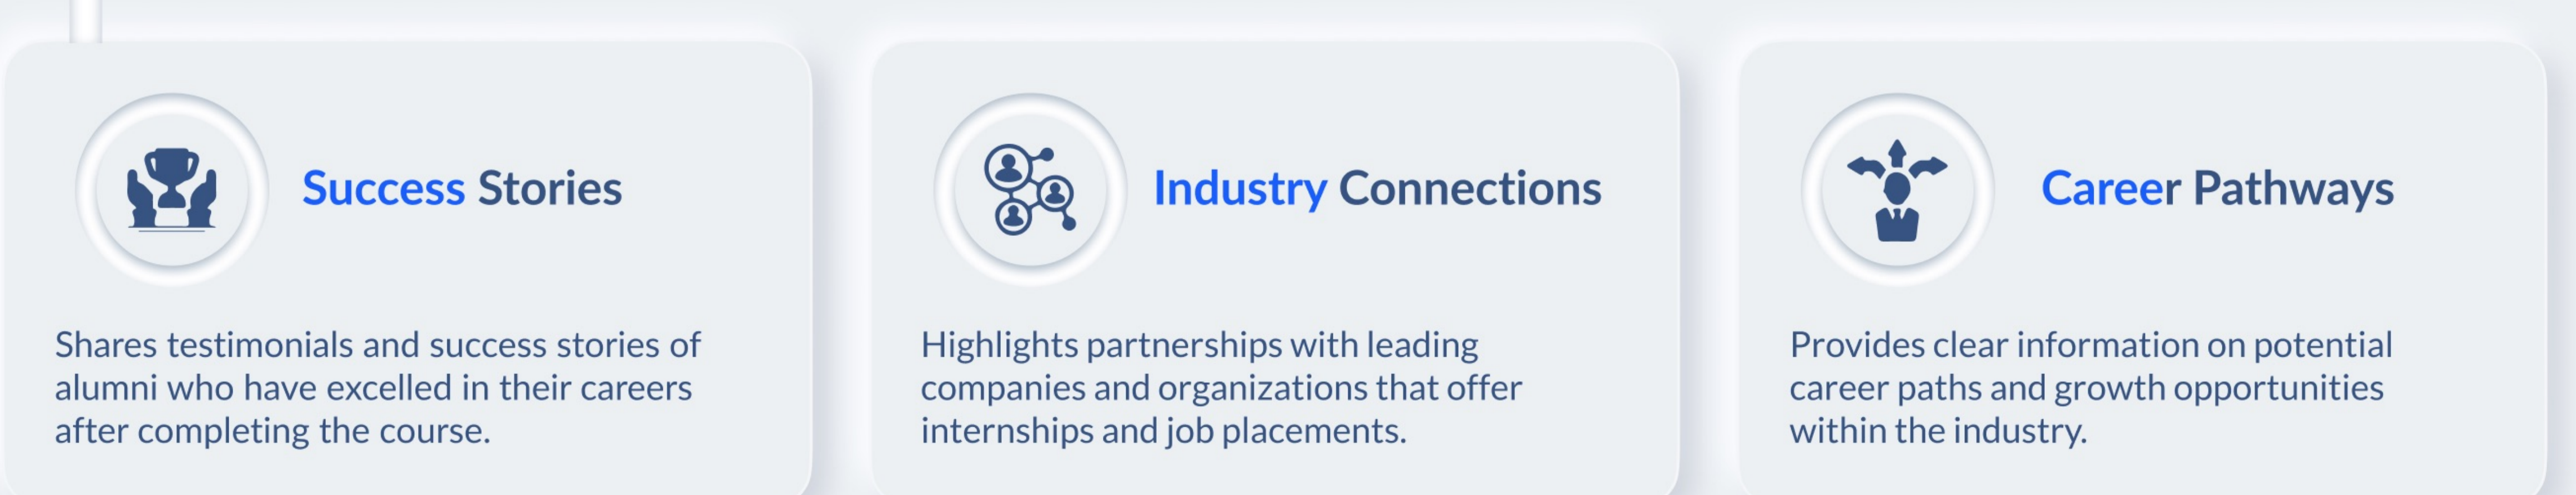 Success Stories
Shares testimonials and success stories of
alumni who have excelled in their careers
after completing the course.
Industry Connections
Highlights partnerships with leading
companies and organizations that offer
internships and job placements.
Career Pathways
Provides clear information on potential
career paths and growth opportunities
within the industry.